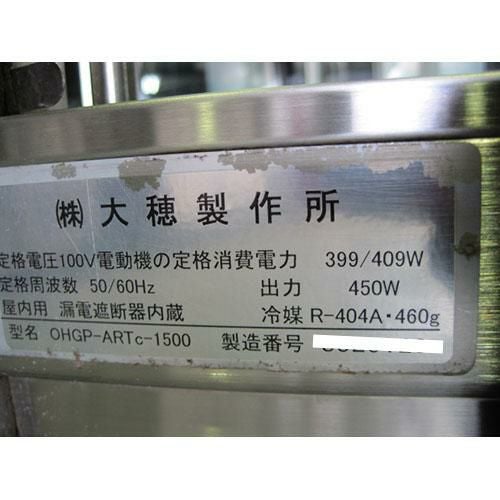 ㈱ 大穂製作所
定格電圧100V電動機の定格消費電力 399/409W
定格周波数 50/60Hz 出力 450W
屋内用 漏電遮断器内蔵 冷媒 R-404A・460g
型名 OHGP-ARTc-1500 製造番号